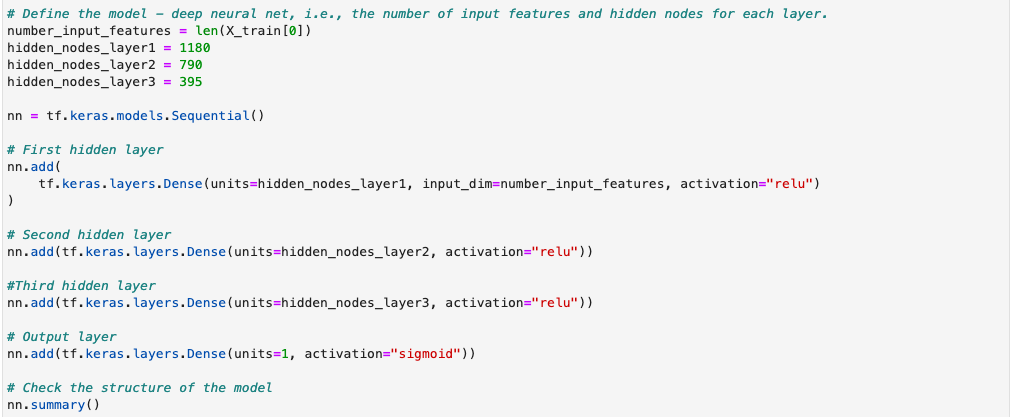 # Define the model – deep neural net, i.e., the number of input features and hidden nodes for each layer.
number_input_features = len(X_train[0])
hidden_nodes_layer1 = 1180
hidden_nodes_layer2 = 790
hidden_nodes_layer3 = 395
nn = tf.keras.models.Sequential()
# First hidden layer
nn.add(
    tf.keras.layers.Dense(units=hidden_nodes_layer1, input_dim=number_input_features, activation="relu")
)
# Second hidden layer
nn.add(tf.keras.layers.Dense(units=hidden_nodes_layer2, activation="relu"))
#Third hidden layer
nn.add(tf.keras.layers.Dense(units=hidden_nodes_layer3, activation="relu"))
# Output layer
nn.add(tf.keras.layers.Dense(units=1, activation="sigmoid"))
# Check the structure of the model
nn.summary()